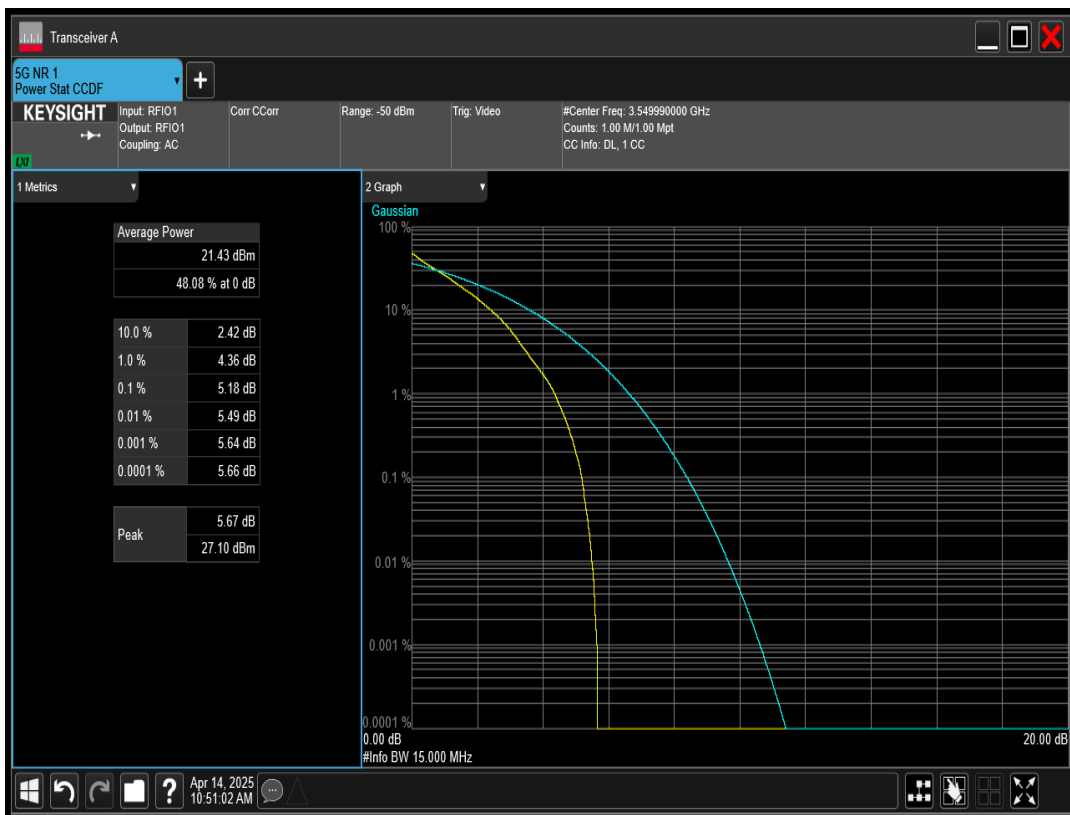 Transceiver A
5G NR 1
Power Stat CCDF
+
KEYSIGHT
LXI
Input: RFIO1
Output: RFIO1
Coupling: AC
Corr CCorr
Range: -50 dBm
Trig: Video
#Center Freq: 3.549990000 GHz
Counts: 1.00 M/1.00 Mpt
CC Info: DL, 1 CC
1 Metrics
Average Power
21.43 dBm
48.08 % at 0 dB
10.0 % 2.42 dB
1.0 % 4.36 dB
0.1 % 5.18 dB
0.01 % 5.49 dB
0.001 % 5.64 dB
0.0001 % 5.66 dB
Peak
5.67 dB
27.10 dBm
2 Graph
Gaussian
100 %
10 %
1 %
0.1 %
0.01 %
0.001 %
0.0001 %
0.00 dB 20.00 dB
#Info BW 15.000 MHz
?
Apr 14, 2025
10:51:02 AM